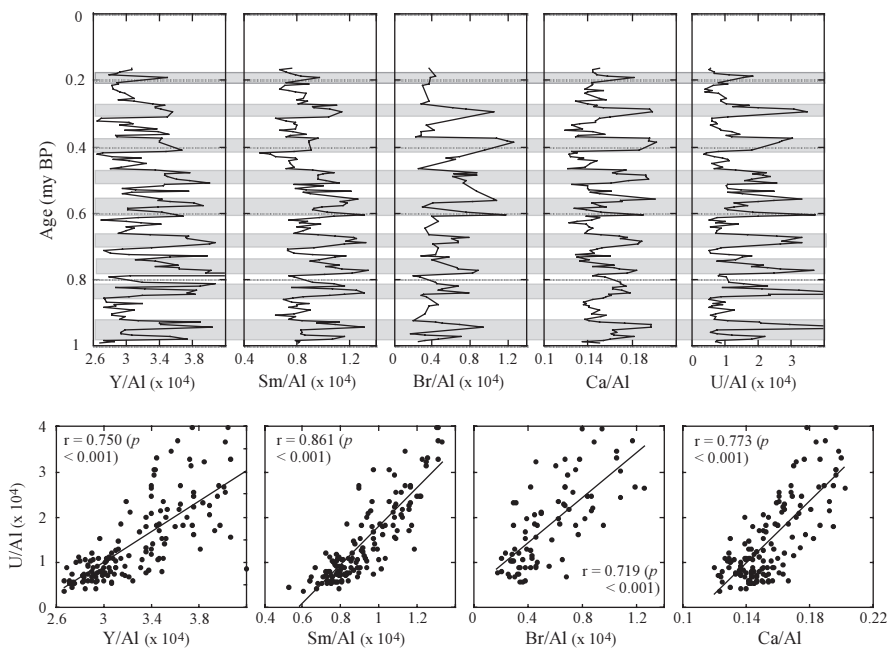 0
0.2
0.4
0.6
0.8
1
Age (my BP)
2.6 3 3.4 3.8
Y/Al (x 10⁴)
0.4 0.8 1.2
Sm/Al (x 10⁴)
0 0.4 0.8 1.2
Br/Al (x 10⁴)
0.1 0.14 0.18
Ca/Al
0 1 2 3
U/Al (x 10⁴)
4
3
2
1
0
U/Al (x 10⁴)
r = 0.750 (p
< 0.001)
2.6 3 3.4 3.8
Y/Al (x 10⁴)
r = 0.861 (p
< 0.001)
0.4 0.6 0.8 1 1.2 1.4
Sm/Al (x 10⁴)
r = 0.719 (p
< 0.001)
0 0.4 0.8 1.2
Br/Al (x 10⁴)
r = 0.773 (p
< 0.001)
0.1 0.14 0.18 0.22
Ca/Al